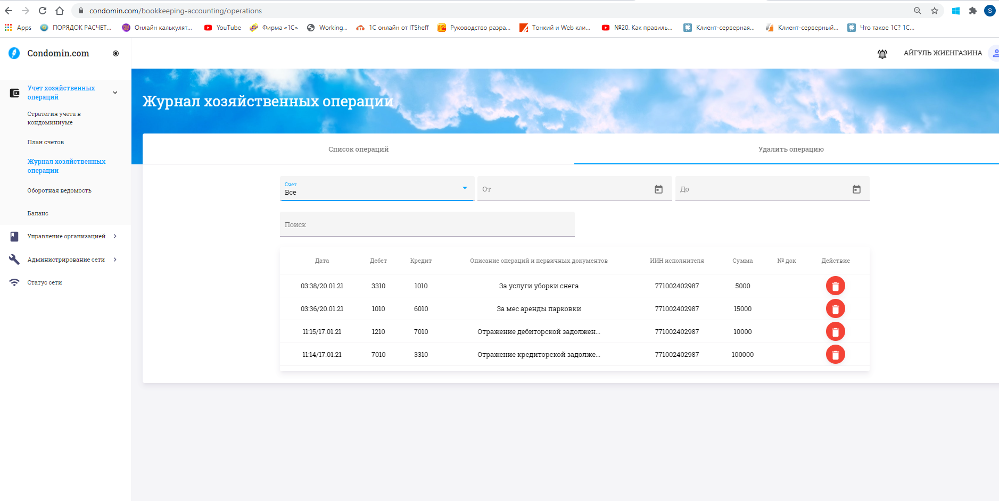 condomin.com/bookkeeping-accounting/operations
S
Apps ПОРЯДОК РАСЧЕТ... Онлайн калькулят... YouTube Фирма «1С» Working... 1С онлайн от ITSheff Руководство разра... Тонкий и Web кли... №20. Как правиль... Клиент-серверная... Клиент-серверный... Что такое 1С? 1С...
Condomin.com
АЙГУЛЬ ЖИЕНГАЗИНА
Учет хозяйственных
операций
Стратегия учета в
кондоминиуме
План счетов
Журнал хозяйственных
операции
Оборотная ведомость
Баланс
Управление организацией
Администрирование сети
Статус сети
Журнал хозяйственных операции
Список операций Удалить операцию
Счет
Все
От
До
Поиск
Дата Дебет Кредит Описание операций и первичных документов ИИН исполнителя Сумма № док Действие
03:38/20.01.21 3310 1010 За услуги уборки снега 771002402987 5000
03:36/20.01.21 1010 6010 За мес аренды парковки 771002402987 15000
11:15/17.01.21 1210 7010 Отражение дебиторской задолжен... 771002402987 10000
11:14/17.01.21 7010 3310 Отражение кредиторской задолже... 771002402987 100000